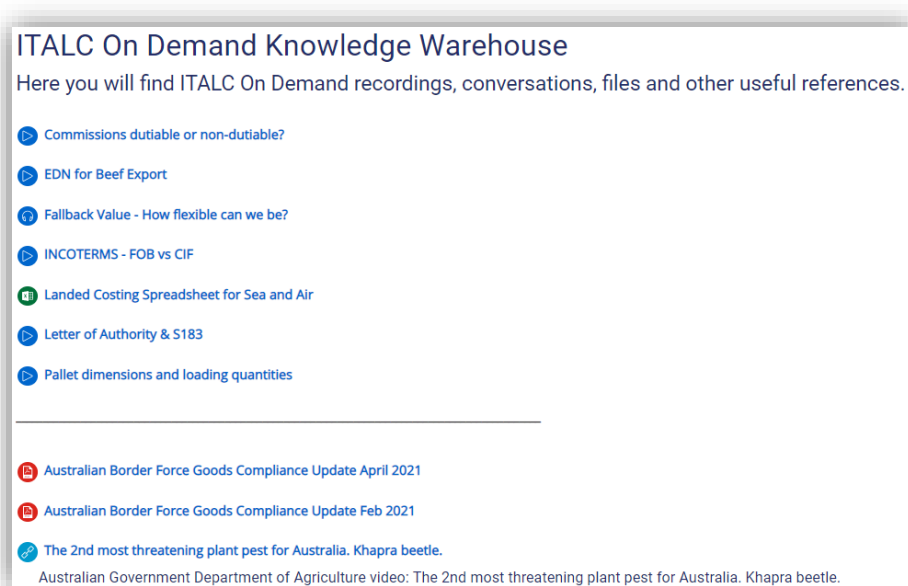 ITALC On Demand Knowledge Warehouse
Here you will find ITALC On Demand recordings, conversations, files and other useful references.
Commissions dutiable or non-dutiable?
EDN for Beef Export
Fallback Value - How flexible can we be?
INCOTERMS - FOB vs CIF
Landed Costing Spreadsheet for Sea and Air
Letter of Authority & S183
Pallet dimensions and loading quantities
Australian Border Force Goods Compliance Update April 2021
Australian Border Force Goods Compliance Update Feb 2021
The 2nd most threatening plant pest for Australia. Khapra beetle.
Australian Government Department of Agriculture video: The 2nd most threatening plant pest for Australia. Khapra beetle.